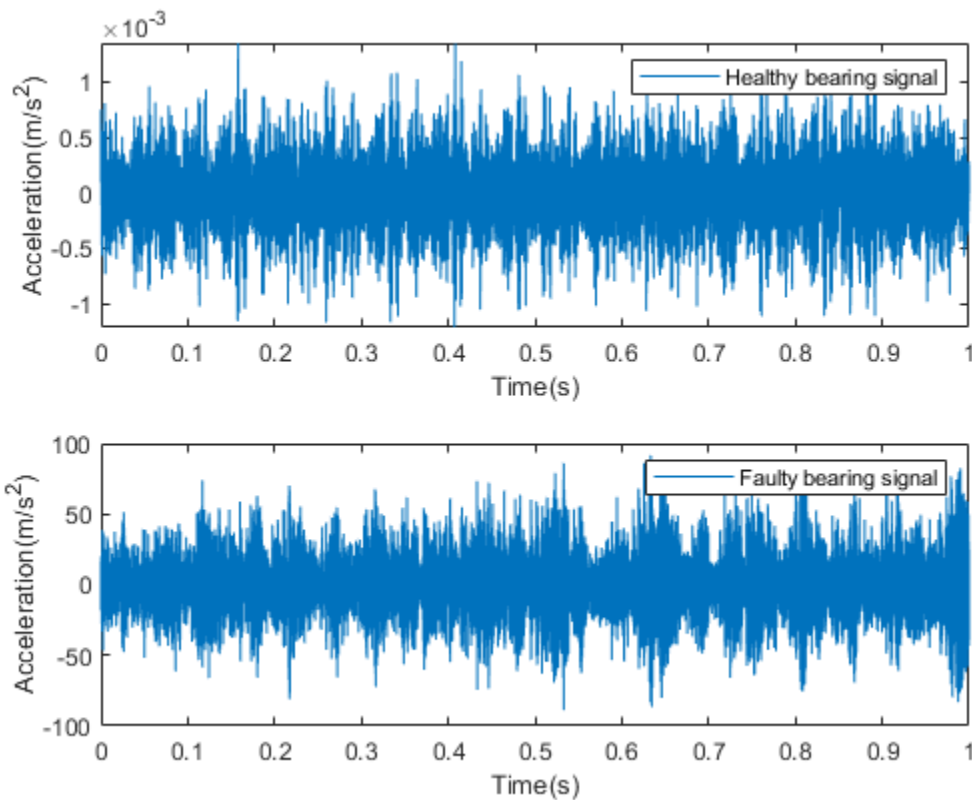 ×10⁻³
Acceleration(m/s²)
1
0.5
0
-0.5
-1
Healthy bearing signal
0 0.1 0.2 0.3 0.4 0.5 0.6 0.7 0.8 0.9 1
Time(s)
Acceleration(m/s²)
100
50
0
-50
-100
Faulty bearing signal
0 0.1 0.2 0.3 0.4 0.5 0.6 0.7 0.8 0.9 1
Time(s)